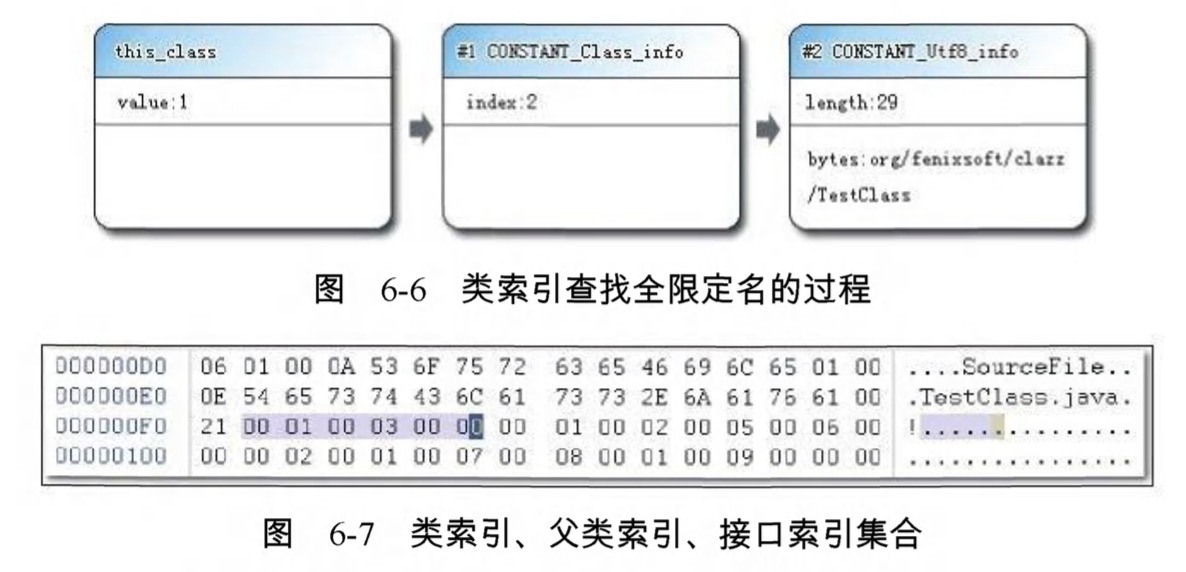 this_class
value:1
#1 CONSTANT_Class_info
index:2
#2 CONSTANT_Utf8_info
length:29
bytes:org/fenixsoft/clazz
/TestClass
图 6-6 类索引查找全限定名的过程
000000D0 06 01 00 0A 53 6F 75 72 63 65 46 69 6C 65 01 00 ....SourceFile..
000000E0 0E 54 65 73 74 43 6C 61 73 73 2E 6A 61 76 61 00 .TestClass.java.
000000F0 21 00 01 00 03 00 00 00 01 00 02 00 05 00 06 00 !...............
00000100 00 00 02 00 01 00 07 00 08 00 01 00 09 00 00 00 ................
图 6-7 类索引、父类索引、接口索引集合